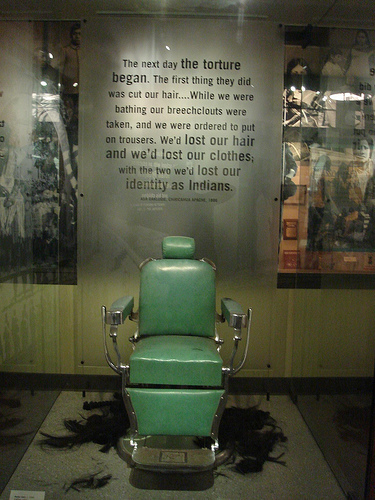 The next day the torture
began. The first thing they did
was cut our hair....While we were
bathing our breechclouts were
taken, and we were ordered to put
on trousers. We'd lost our hair
and we'd lost our clothes;
with the two we'd lost our
identity as Indians.